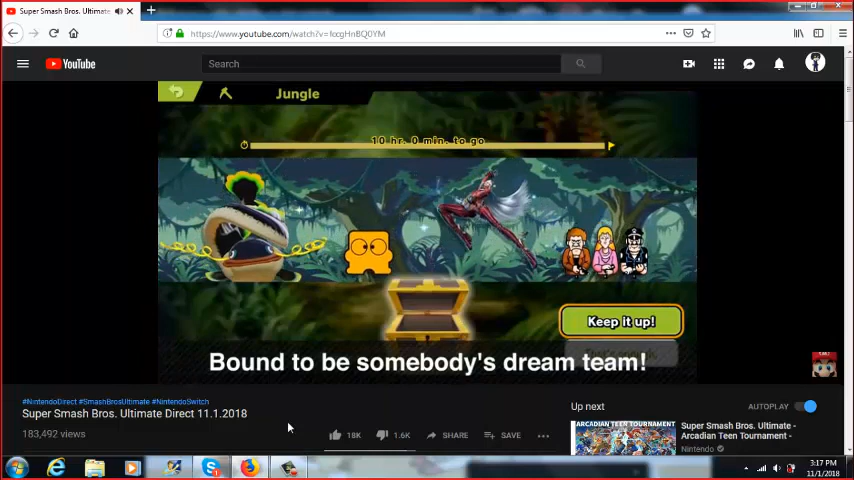 Super Smash Bros. Ultimate
https://www.youtube.com/watch?v=fccgHnBQ0YM
YouTube
Search
Jungle
10 hr. 0 min. to go
Keep it up!
Bound to be somebody's dream team!
#NintendoDirect #SmashBrosUltimate #NintendoSwitch
Super Smash Bros. Ultimate Direct 11.1.2018
183,492 views
18K
1.6K
SHARE
SAVE
Up next
AUTOPLAY
ARCADIAN TEEN TOURNAMENT
Super Smash Bros. Ultimate -
Arcadian Teen Tournament -
Nintendo
3:17 PM
11/1/2018